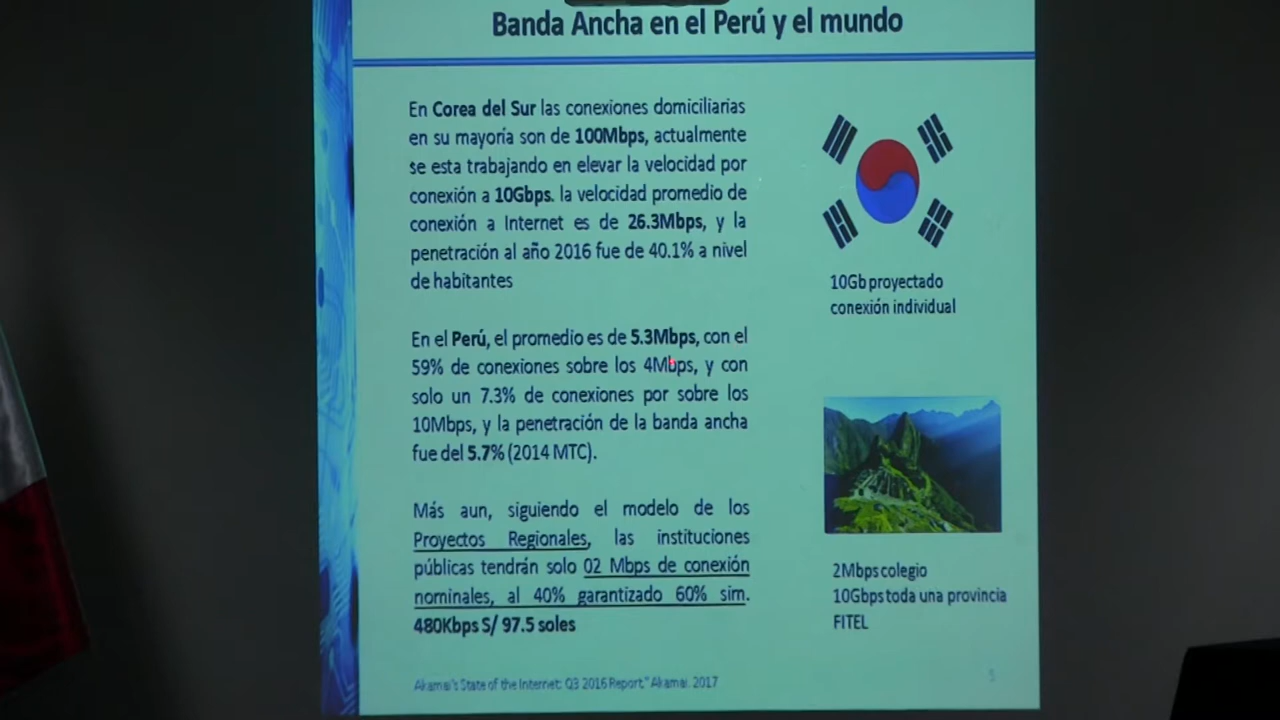 Banda Ancha en el Perú y el mundo
En Corea del Sur las conexiones domiciliarias
en su mayoría son de 100Mbps, actualmente
se esta trabajando en elevar la velocidad por
conexión a 10Gbps. la velocidad promedio de
conexión a Internet es de 26.3Mbps, y la
penetración al año 2016 fue de 40.1% a nivel
de habitantes
10Gb proyectado
conexión individual
En el Perú, el promedio es de 5.3Mbps, con el
59% de conexiones sobre los 4Mbps, y con
solo un 7.3% de conexiones por sobre los
10Mbps, y la penetración de la banda ancha
fue del 5.7% (2014 MTC).
Más aun, siguiendo el modelo de los
Proyectos Regionales, las instituciones
públicas tendrán solo 02 Mbps de conexión
nominales, al 40% garantizado 60% sim.
480Kbps S/ 97.5 soles
2Mbps colegio
10Gbps toda una provincia
FITEL
Akamai's State of the Internet: Q3 2016 Report," Akamai. 2017
5